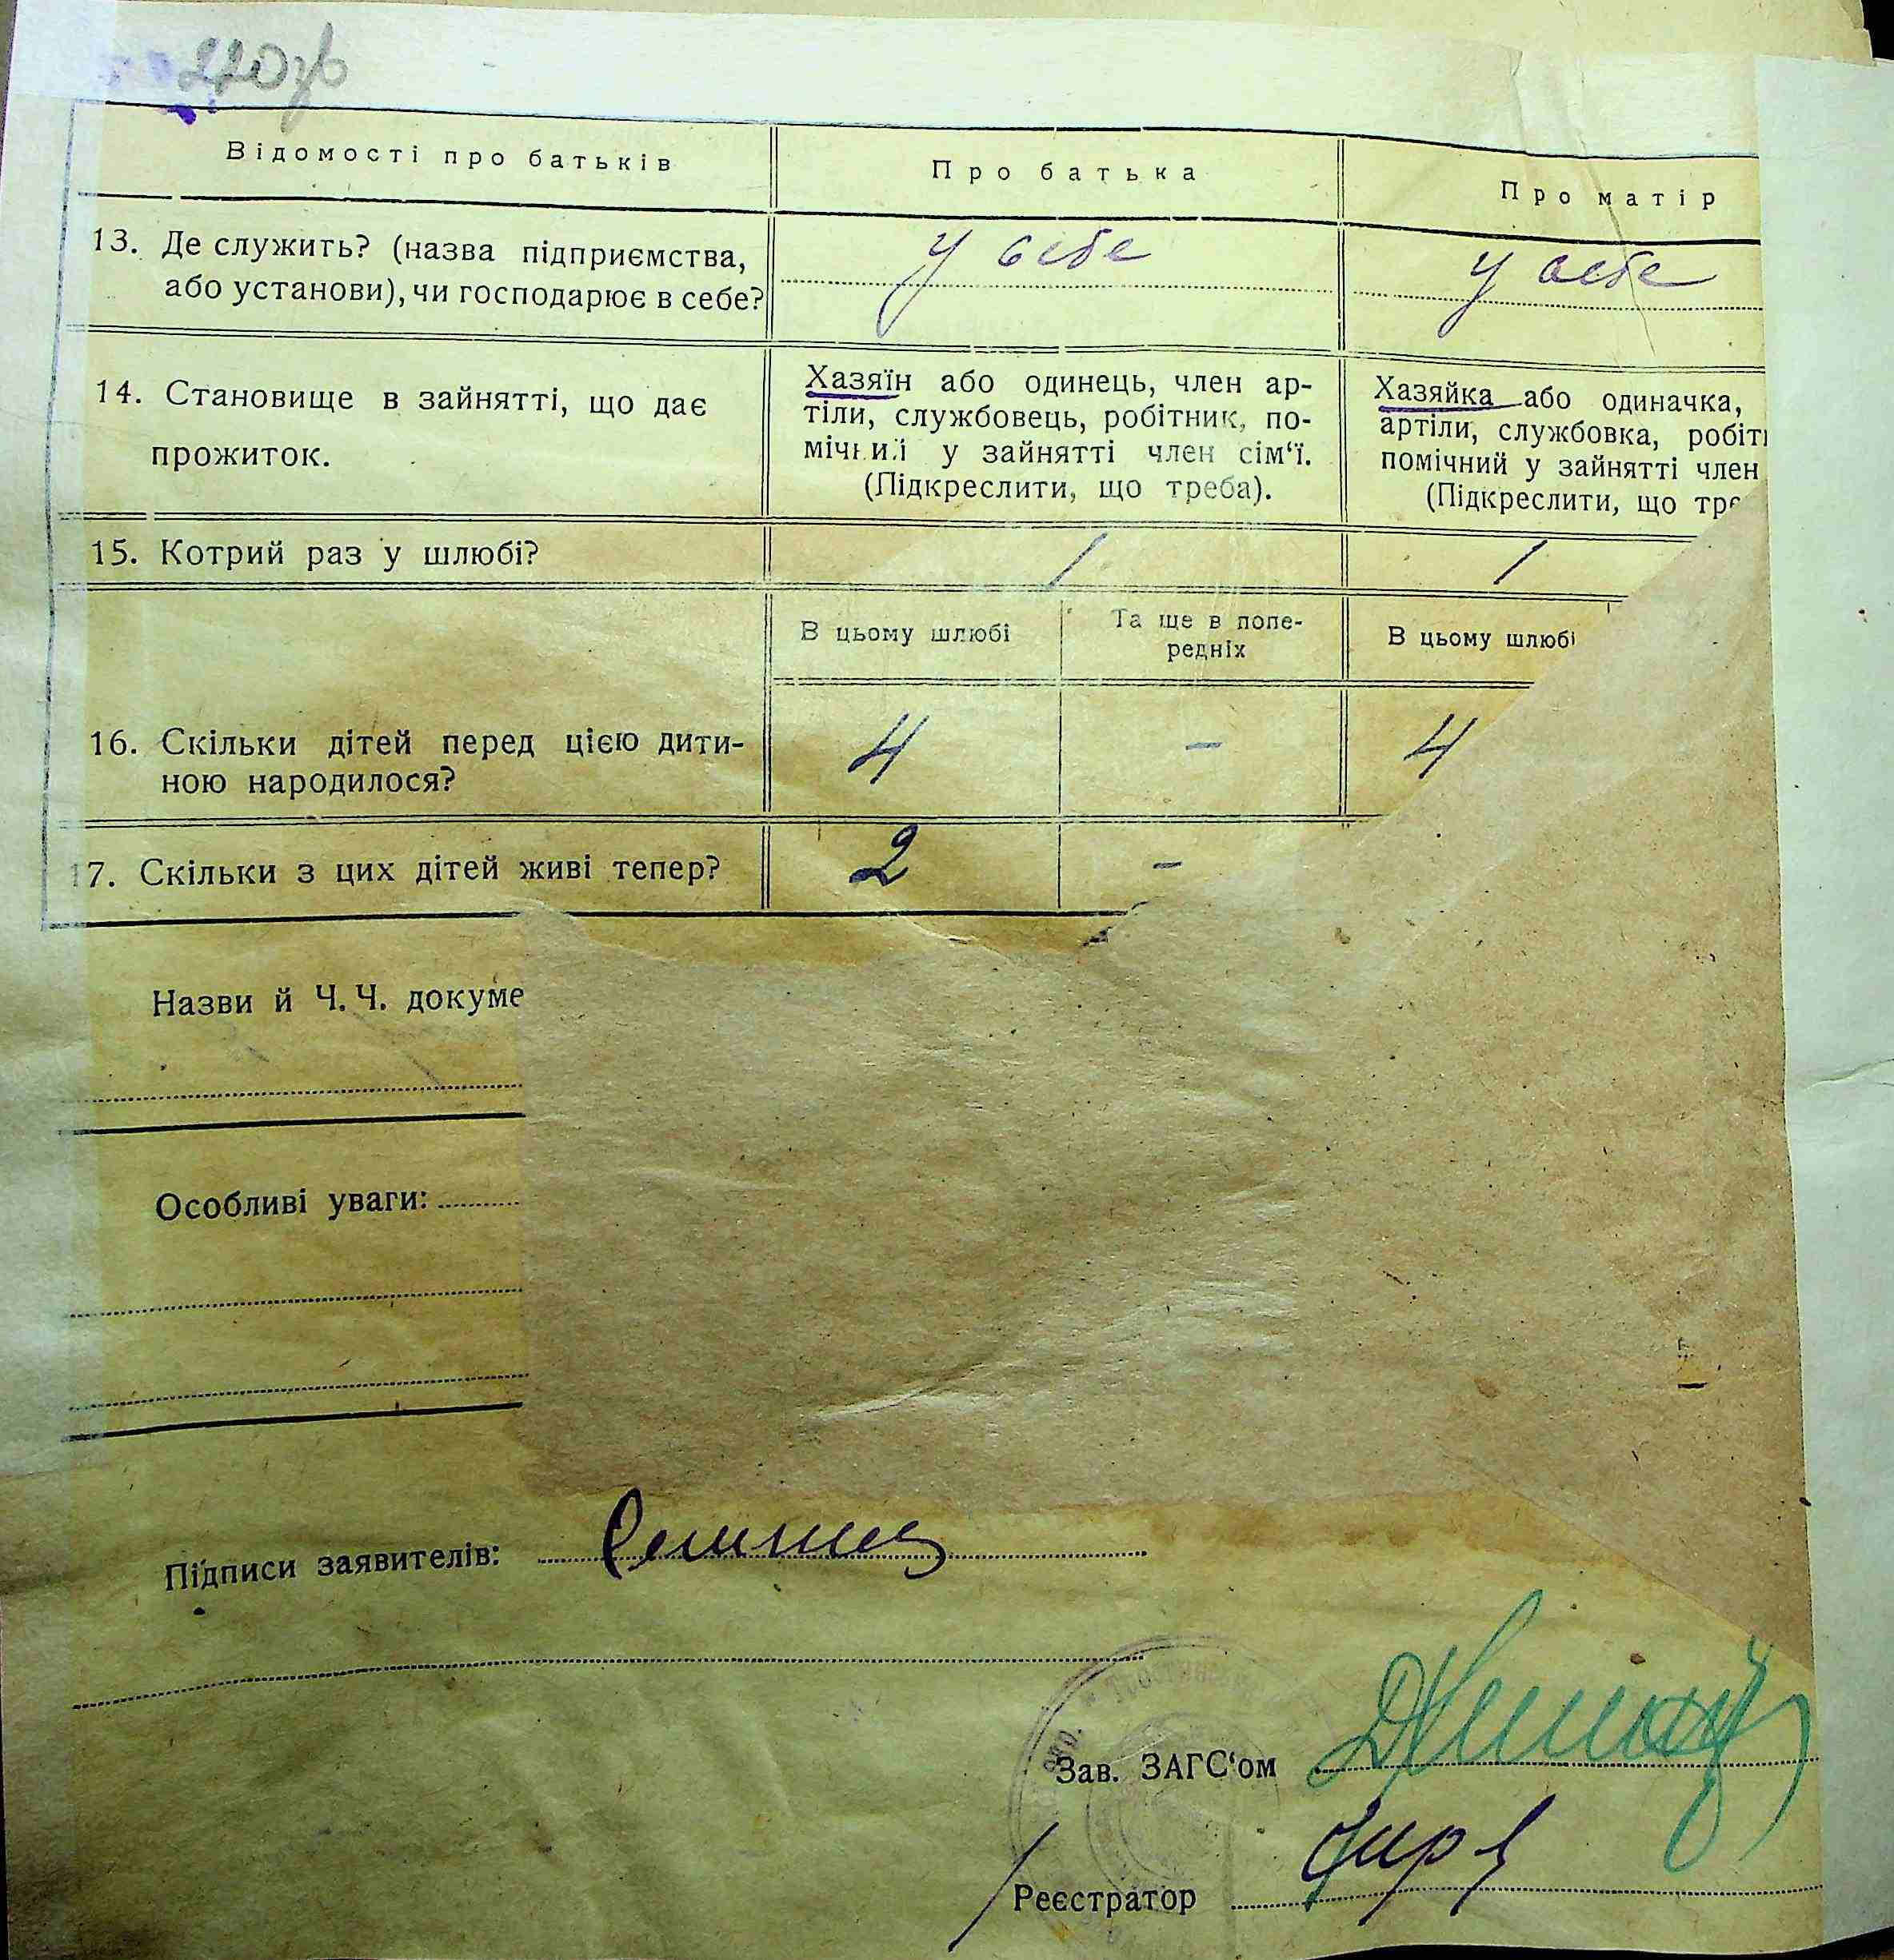 220зв
Відомості про батьків
Про батька
Про матір
13. Де служить? (назва підприємства,
або установи), чи господарює в себе?
у себе
у себе
14. Становище в зайнятті, що дає
прожиток.
Хазяїн або одинець, член ар-
тіли, службовець, робітник, по-
мічний у зайнятті член сім‘ї.
(Підкреслити, що треба).
Хазяйка або одиначка,
артіли, службовка, робіт
помічний у зайнятті член
(Підкреслити, що тре
15. Котрий раз у шлюбі?
1
1
В цьому шлюбі
Та ще в попе-
редніх
В цьому шлюбі
16. Скільки дітей перед цією дити-
ною народилося?
4
–
4
17. Скільки з цих дітей живі тепер?
2
–
Назви й Ч. Ч. докуме
Особливі уваги:
Підписи заявителів:
Зав. ЗАГС‘ом
Реєстратор